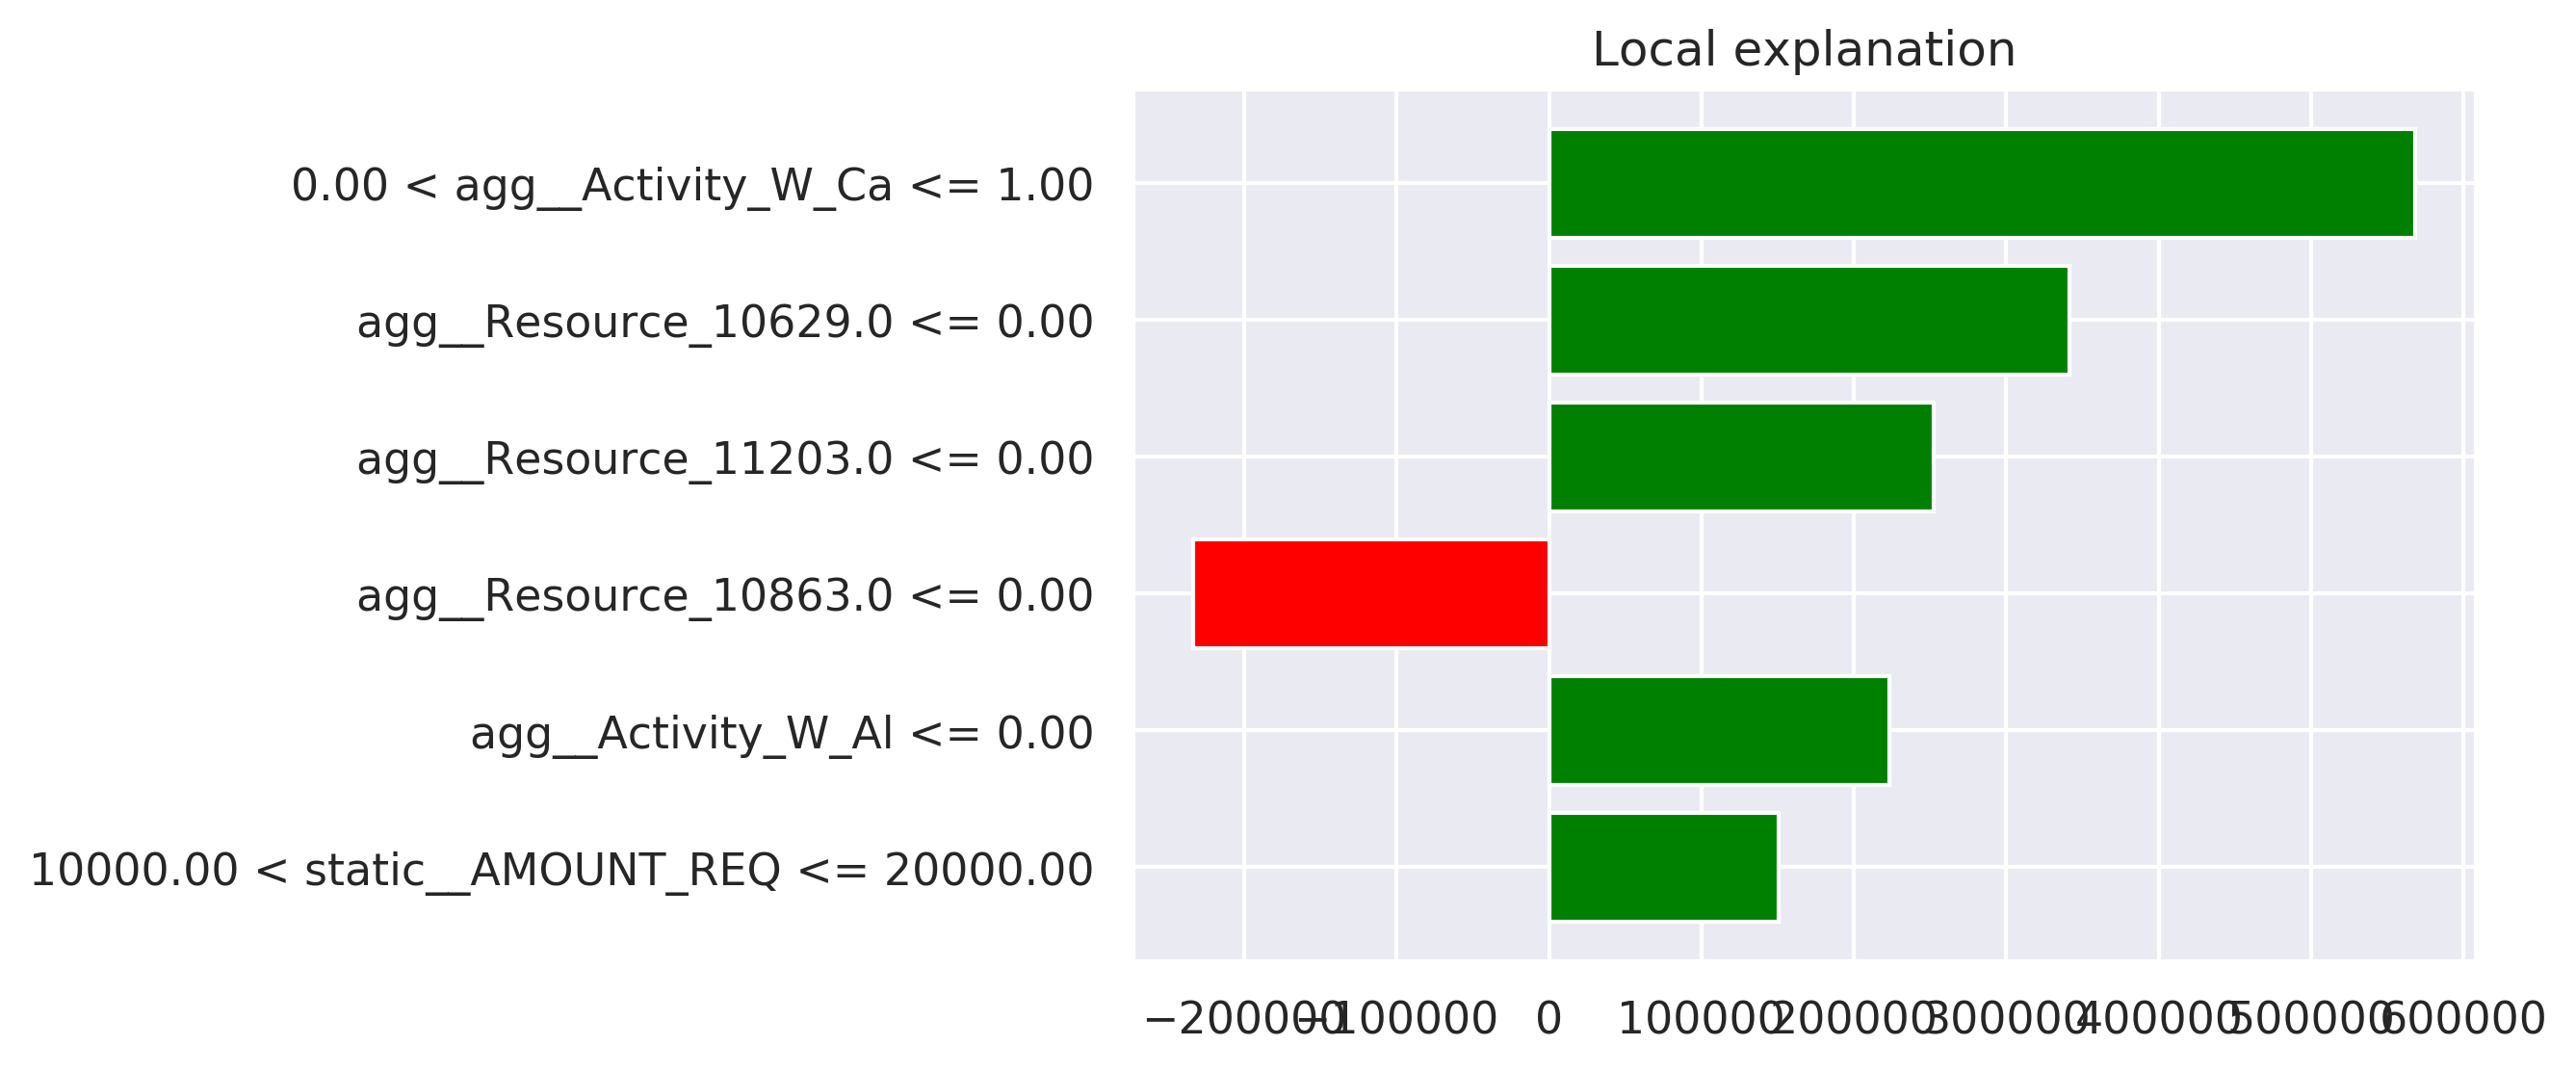 Local explanation
0.00 < agg__Activity_W_Ca <= 1.00
agg__Resource_10629.0 <= 0.00
agg__Resource_11203.0 <= 0.00
agg__Resource_10863.0 <= 0.00
agg__Activity_W_Al <= 0.00
10000.00 < static__AMOUNT_REQ <= 20000.00
−200000 −100000 0 100000 200000 300000 400000 500000 600000